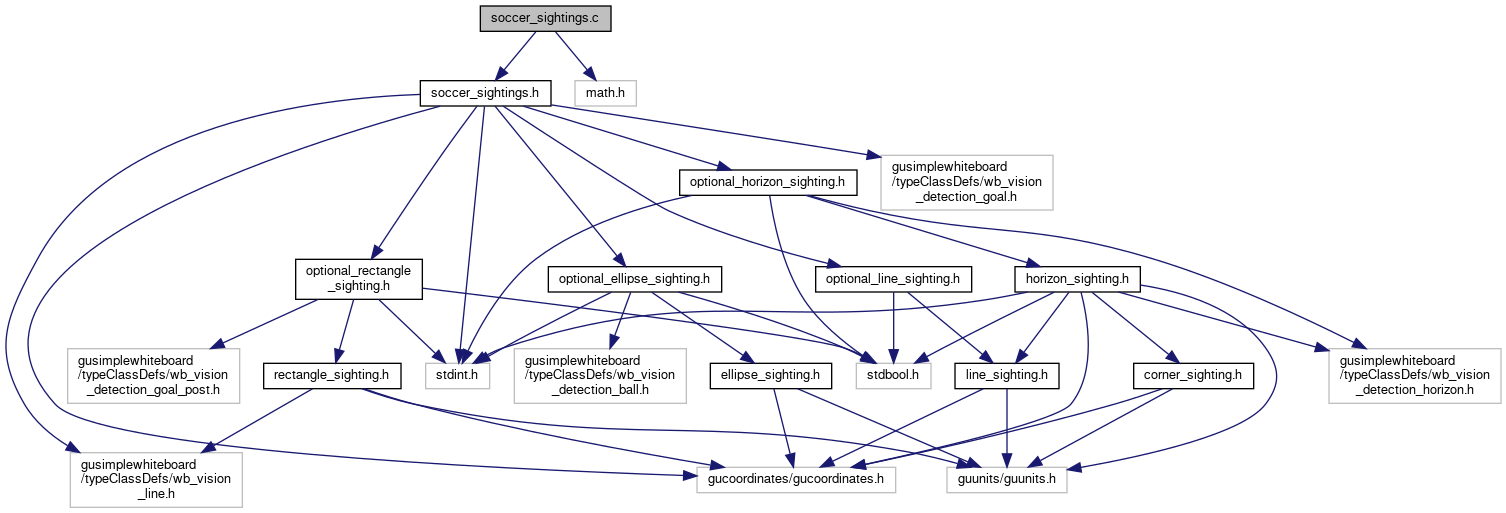 soccer_sightings.c
soccer_sightings.h
math.h
gusimplewhiteboard
/typeClassDefs/wb_vision
_detection_goal.h
optional_horizon_sighting.h
optional_rectangle
_sighting.h
optional_ellipse_sighting.h
optional_line_sighting.h
horizon_sighting.h
gusimplewhiteboard
/typeClassDefs/wb_vision
_detection_goal_post.h
rectangle_sighting.h
stdint.h
gusimplewhiteboard
/typeClassDefs/wb_vision
_detection_ball.h
ellipse_sighting.h
stdbool.h
line_sighting.h
corner_sighting.h
gusimplewhiteboard
/typeClassDefs/wb_vision
_detection_horizon.h
gusimplewhiteboard
/typeClassDefs/wb_vision
_line.h
gucoordinates/gucoordinates.h
guunits/guunits.h